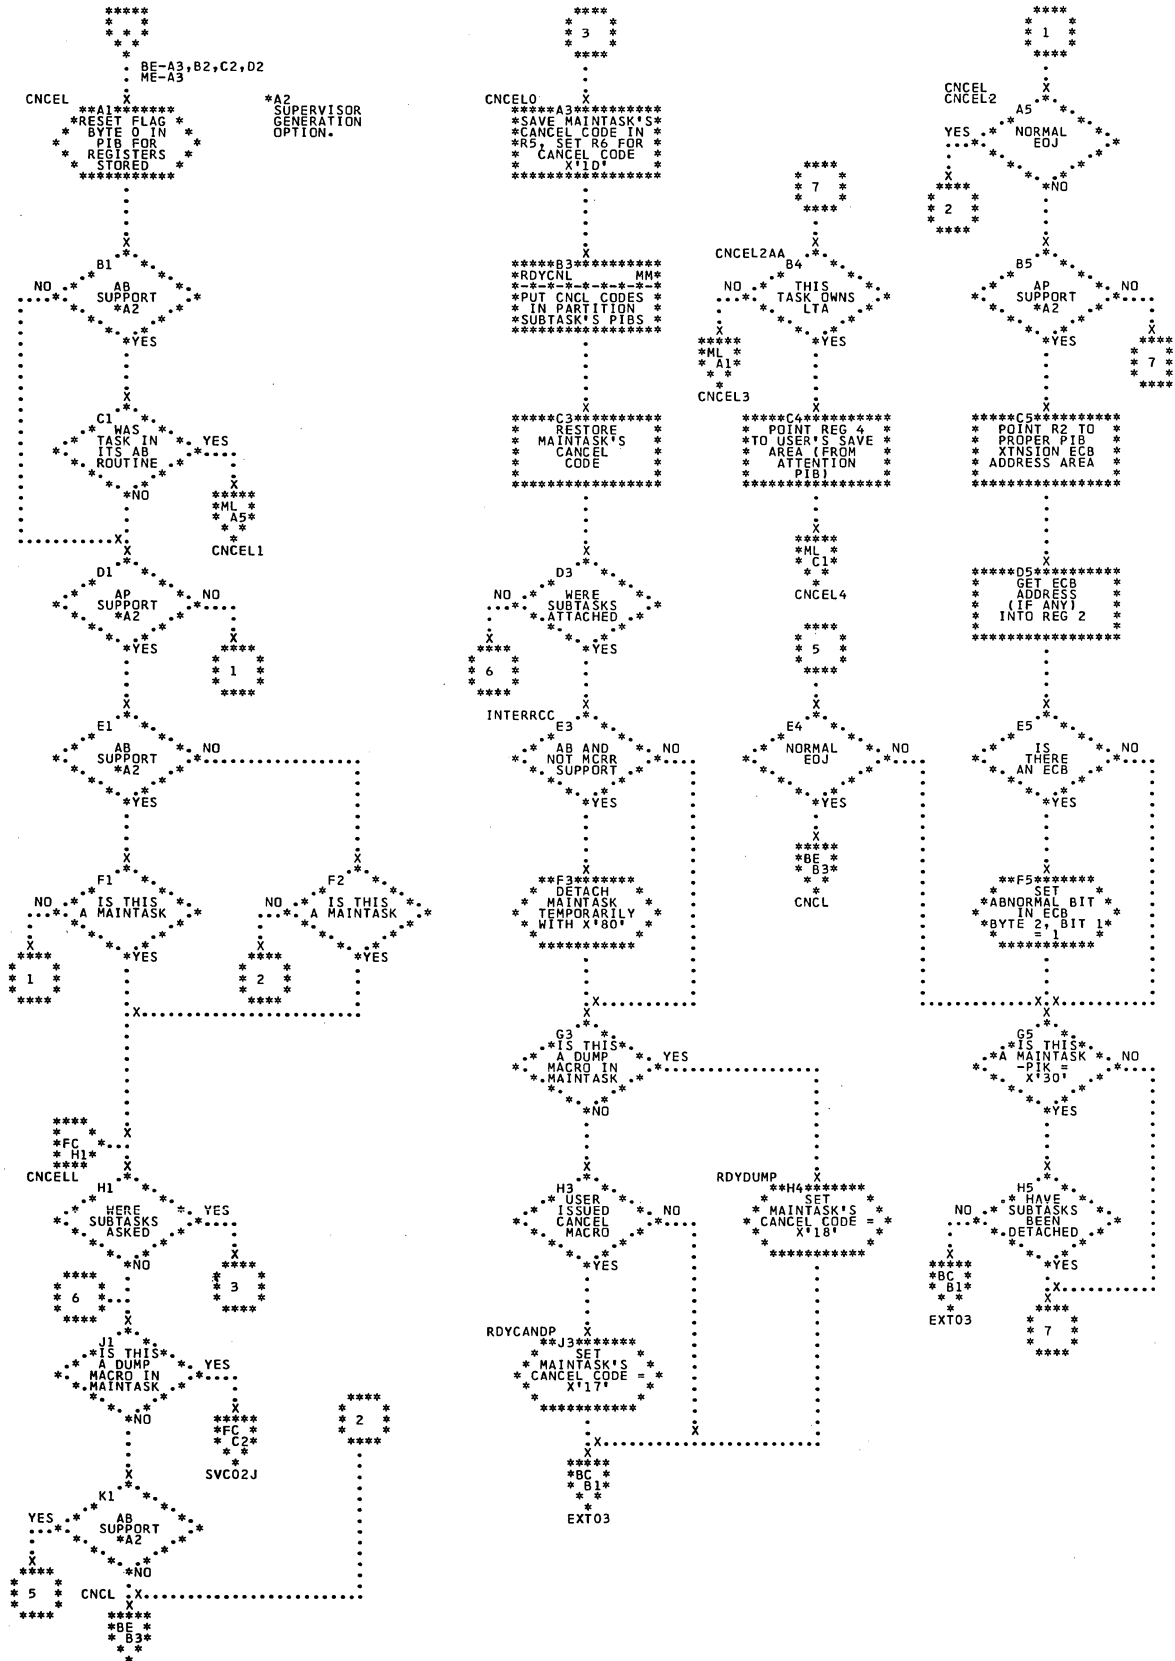 BE-A3,B2,C2,D2
ME-A3
CNCEL
**A1*******
*RESET FLAG *
BYTE 0 IN
PIB FOR
REGISTERS
STORED
***********
*A2
SUPERVISOR
GENERATION
OPTION.
B1
AB
SUPPORT
*A2
NO
*YES
C1
WAS
TASK IN
ITS AB
ROUTINE
YES
*NO
*ML *
A5*
CNCEL1
D1
AP
SUPPORT
*A2
NO
*YES
1
E1
AB
SUPPORT
*A2
NO
*YES
F1
IS THIS
A MAINTASK
NO
*YES
1
F2
IS THIS
A MAINTASK
NO
*YES
2
*FC *
H1*
CNCELL
H1
WERE
SUBTASKS
ASKED
YES
*NO
3
6
J1
*IS THIS*
A DUMP
MACRO IN
MAINTASK
YES
*NO
*FC *
C2*
SVC02J
2
K1
AB
SUPPORT
*A2
YES
*NO
5
CNCL
*BE *
B3*
3
CNCEL0
*****A3**********
*SAVE MAINTASK'S*
*CANCEL CODE IN *
*R5, SET R6 FOR *
* CANCEL CODE *
* X'1D' *
*****************
*****B3**********
*RDYCNL MM*
*-*-*-*-*-*-*-*-*
*PUT CNCL CODES *
* IN PARTITION *
*SUBTASK'S PIBS *
*****************
*****C3**********
* RESTORE *
* MAINTASK'S *
* CANCEL *
* CODE *
*****************
D3
WERE
SUBTASKS
ATTACHED
NO
*YES
6
INTERRCC
E3
AB AND
NOT MCRR
SUPPORT
NO
*YES
**F3*******
DETACH
MAINTASK
TEMPORARILY
WITH X'80'
***********
G3
*IS THIS*
A DUMP
MACRO IN
MAINTASK
YES
*NO
H3
USER
ISSUED
CANCEL
MACRO
NO
*YES
RDYDUMP
**H4*******
SET
MAINTASK'S
CANCEL CODE =
X'18'
***********
RDYCANDP
**J3*******
SET
MAINTASK'S
CANCEL CODE =
X'17'
***********
*BC *
B1*
EXT03
7
CNCEL2AA
B4
THIS
TASK OWNS
LTA
NO
*YES
*ML *
A1*
CNCEL3
*****C4**********
* POINT REG 4 *
*TO USER'S SAVE *
* AREA (FROM *
* ATTENTION *
* PIB) *
*****************
*ML *
C1*
CNCEL4
5
E4
NORMAL
EOJ
NO
*YES
*BE *
B3*
CNCL
1
CNCEL
CNCEL2
A5
NORMAL
EOJ
YES
*NO
2
B5
AP
SUPPORT
*A2
NO
*YES
7
*****C5**********
* POINT R2 TO *
* PROPER PIB *
* XTNSION ECB *
* ADDRESS AREA *
*****************
*****D5**********
* GET ECB *
* ADDRESS *
* (IF ANY) *
* INTO REG 2 *
*****************
E5
IS
THERE
AN ECB
NO
*YES
**F5*******
SET
*ABNORMAL BIT
IN ECB
*BYTE 2, BIT 1*
= 1
***********
G5
*IS THIS*
*A MAINTASK
-PIK =
X'30'
NO
*YES
H5
HAVE
SUBTASKS
BEEN
DETACHED
NO
*YES
*BC *
B1*
EXT03
7